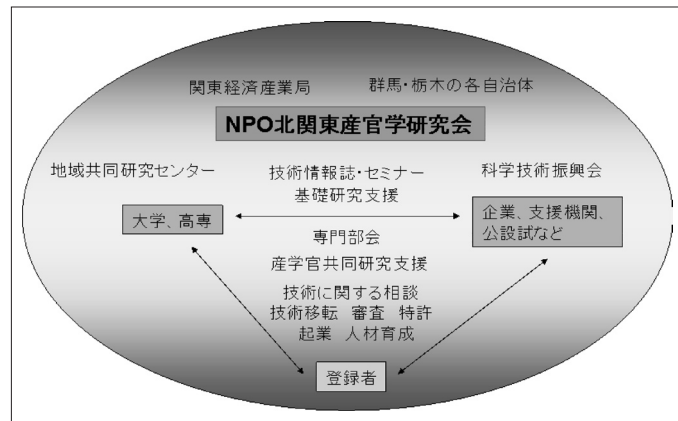 関東経済産業局 群馬・栃木の各自治体
NPO北関東産官学研究会
地域共同研究センター
技術情報誌・セミナー
基礎研究支援
科学技術振興会
大学、高専
企業、支援機関、
公設試など
専門部会
産学官共同研究支援
技術に関する相談
技術移転 審査 特許
起業 人材育成
登録者